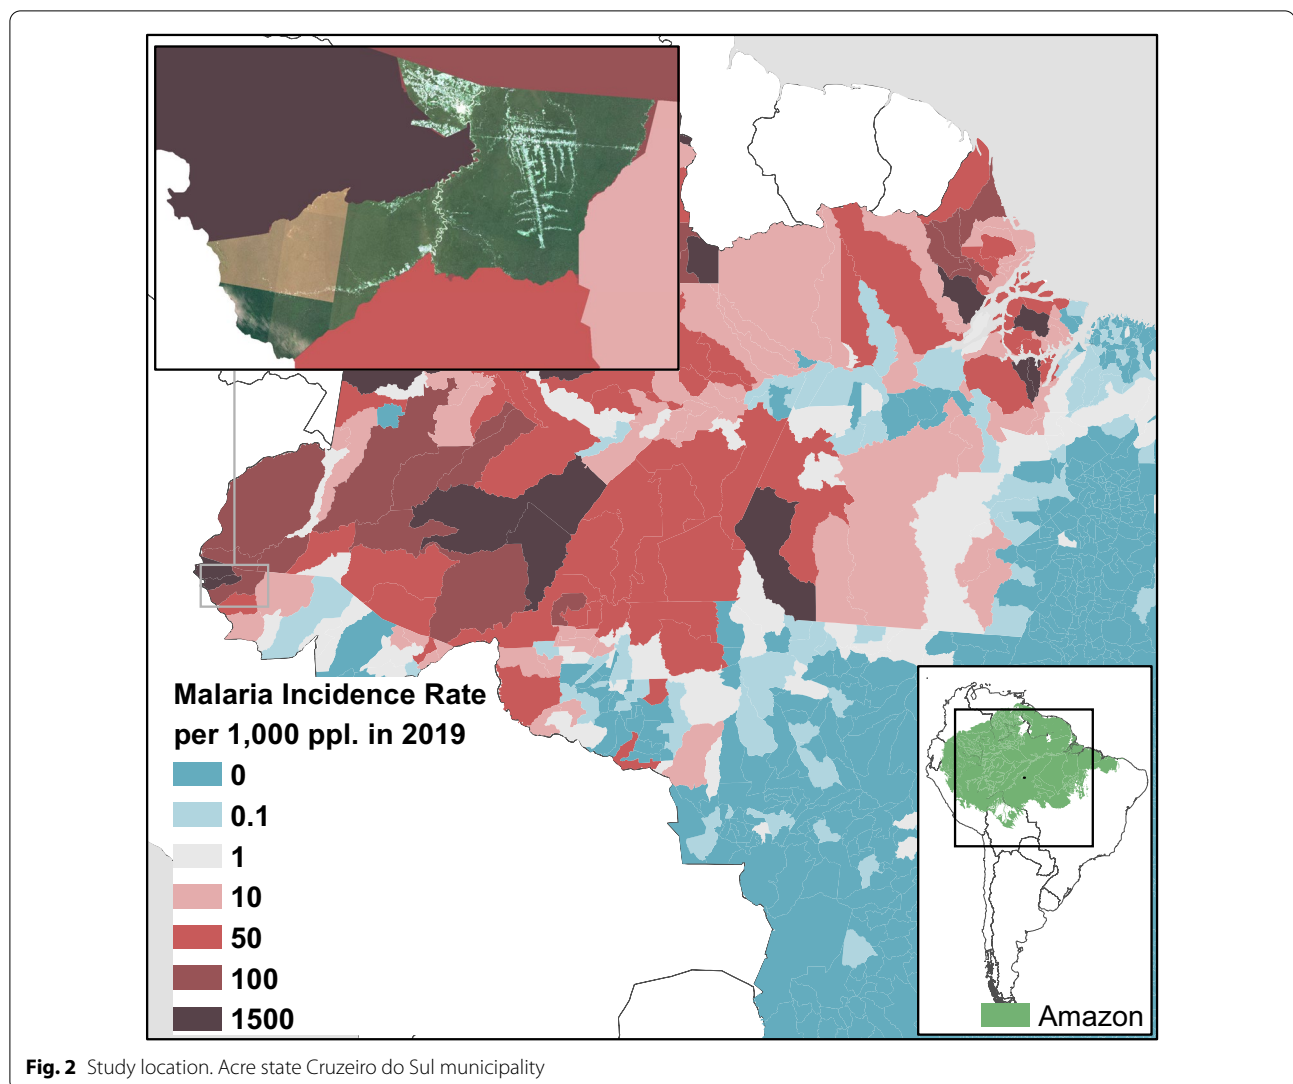 Malaria Incidence Rate
per 1,000 ppl. in 2019
0
0.1
1
10
50
100
1500
Amazon
Fig. 2 Study location. Acre state Cruzeiro do Sul municipality